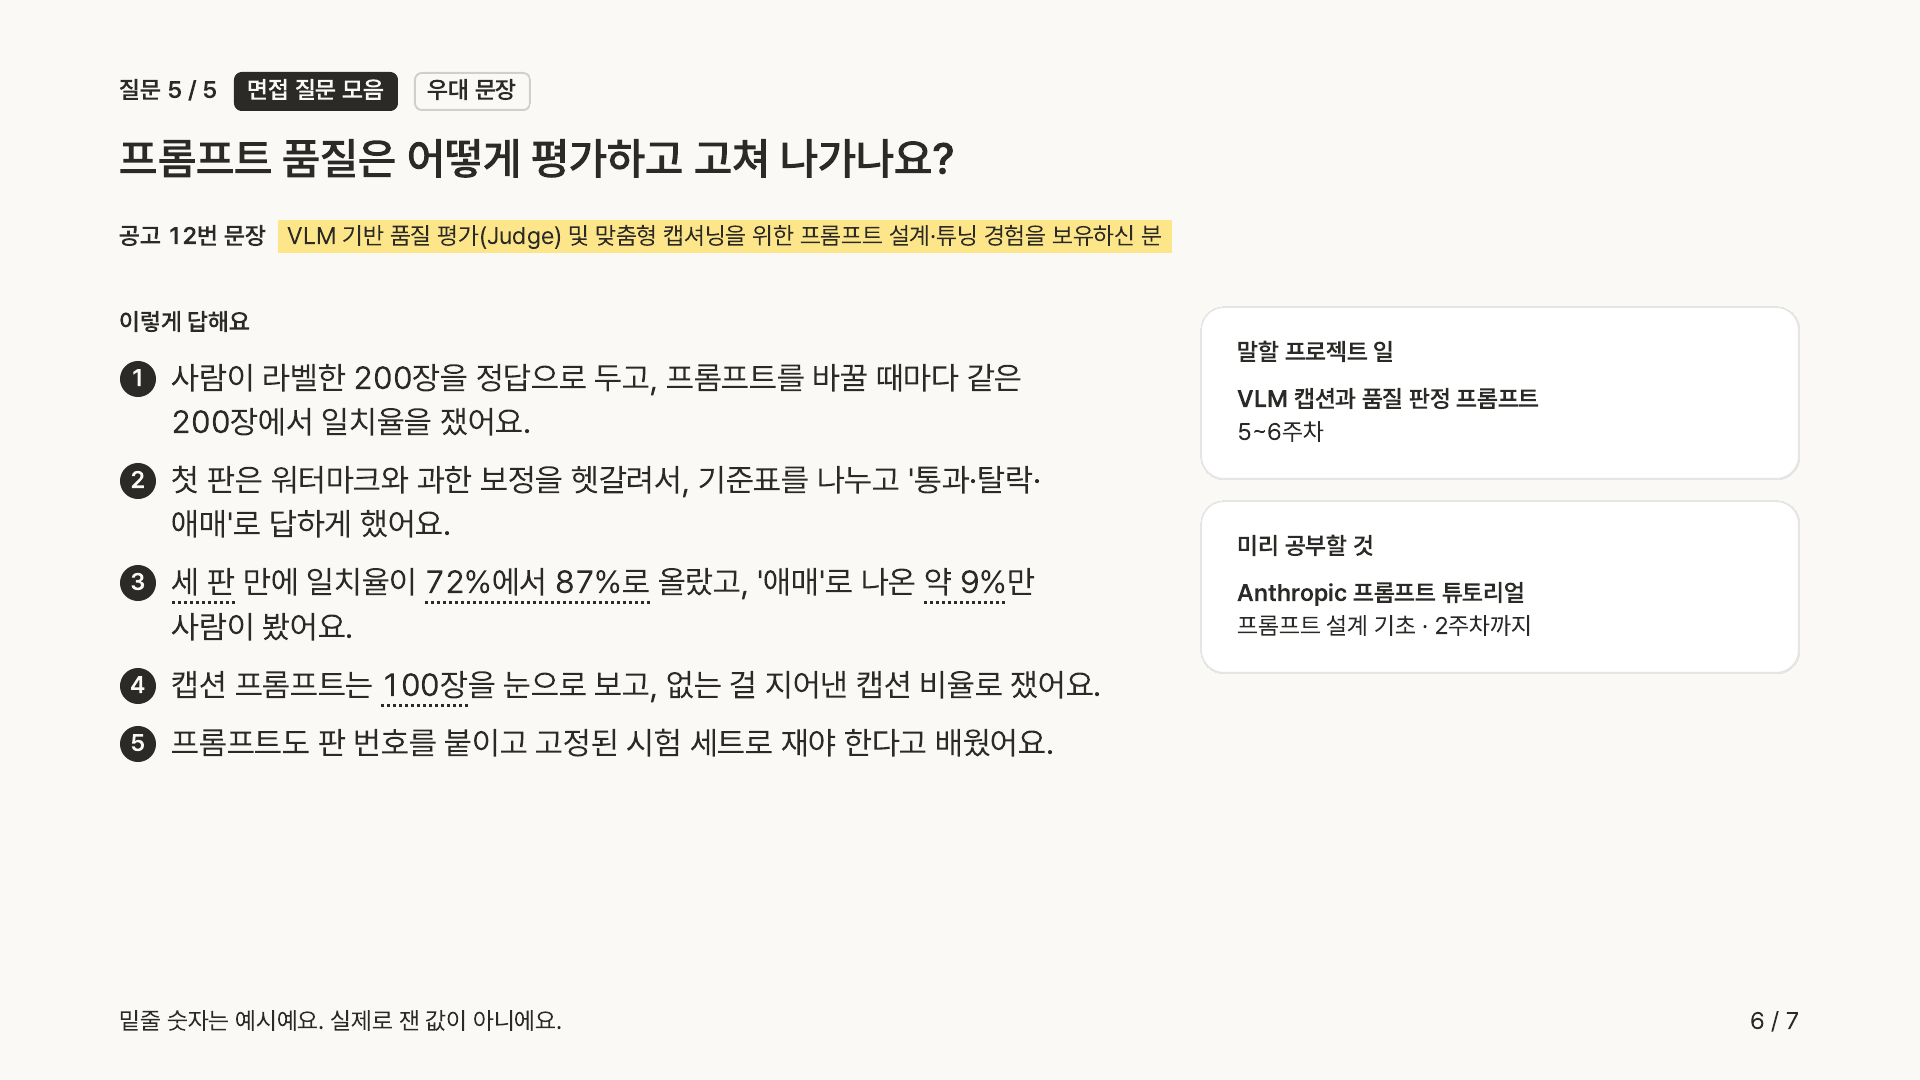 질문 5 / 5 면접 질문 모음 우대 문장
프롬프트 품질은 어떻게 평가하고 고쳐 나가나요?
공고 12번 문장 VLM 기반 품질 평가(Judge) 및 맞춤형 캡셔닝을 위한 프롬프트 설계·튜닝 경험을 보유하신 분
이렇게 답해요
1 사람이 라벨한 200장을 정답으로 두고, 프롬프트를 바꿀 때마다 같은
200장에서 일치율을 쟀어요.
2 첫 판은 워터마크와 과한 보정을 헷갈려서, 기준표를 나누고 '통과·탈락·
애매'로 답하게 했어요.
3 세 판 만에 일치율이 72%에서 87%로 올랐고, '애매'로 나온 약 9%만
사람이 봤어요.
4 캡션 프롬프트는 100장을 눈으로 보고, 없는 걸 지어낸 캡션 비율로 쟀어요.
5 프롬프트도 판 번호를 붙이고 고정된 시험 세트로 재야 한다고 배웠어요.
말할 프로젝트 일
VLM 캡션과 품질 판정 프롬프트
5~6주차
미리 공부할 것
Anthropic 프롬프트 튜토리얼
프롬프트 설계 기초 · 2주차까지
밑줄 숫자는 예시예요. 실제로 잰 값이 아니에요.
6 / 7